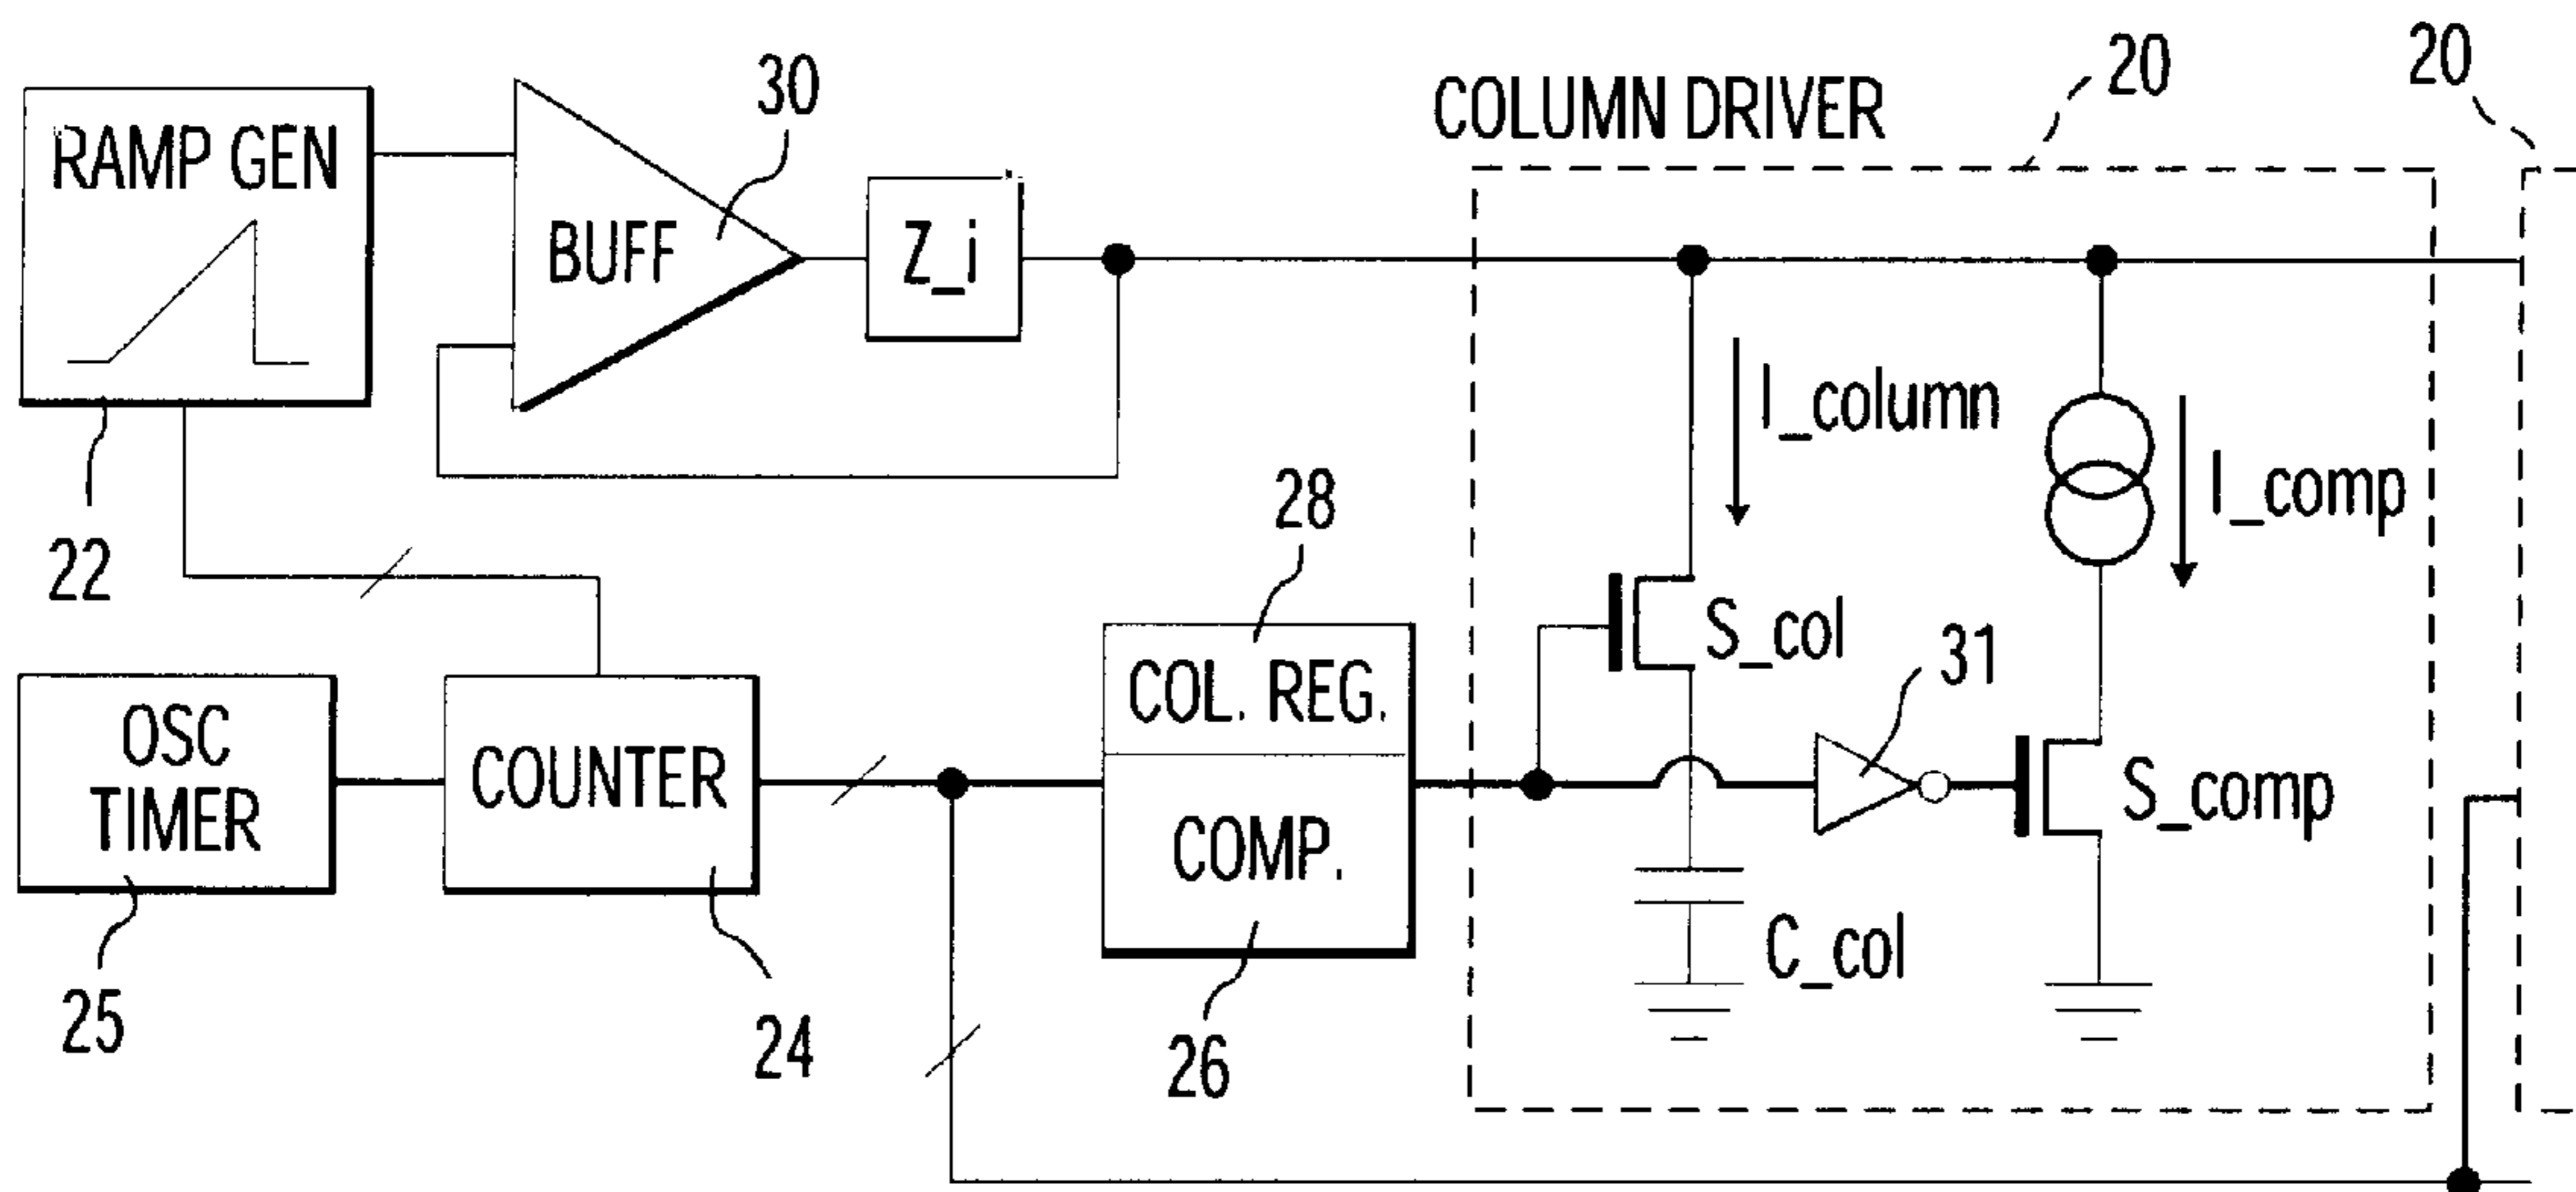 20
20
30
COLUMN DRIVER
RAMP GEN
BUFF
Z_i
I_column
I_comp
28
22
S_col
31
COL. REG.
OSC
TIMER
COUNTER
S_comp
COMP.
C_col
25
24
26